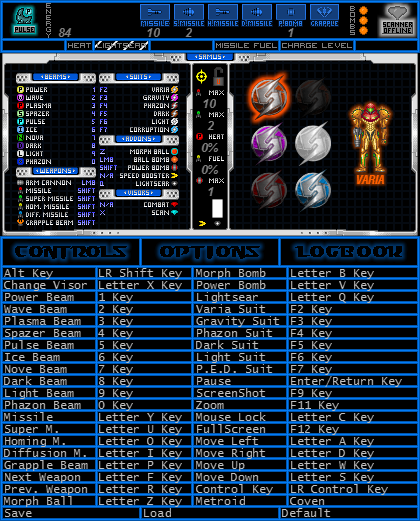 PULSE
ENERGY
84
MISSILE
S.MISSILE
H.MISSILE
D.MISSILE
P.BOMB
GRAPPLE
10
2
1
BOMBS
SCANNER
OFFLINE
HEAT
LIGHTSEAR
MISSILE FUEL
CHARGE LEVEL
SAMUS
BEAMS
SUITS
P POWER 1
F2 VARIA
W WAVE 2
F3 GRAVITY
P PLASMA 3
F4 PHAZON
S SPAZER 4
F5 DARK
P PULSE 5
F6 LIGHT
I ICE 6
F7 CORRUPTION
N NOVA 7
D DARK 8
L LIGHT 9
P PHAZON 0
ADDONS
Z MORPH BALL
LMB BALL BOMB
SHIFT POWER BOMB
N/A SPEED BOOSTER
Q LIGHTSEAR
WEAPONS
ARM CANNON LMB
MISSILE SHIFT
SUPER MISSILE SHIFT
HOM. MISSILE SHIFT
DIFF. MISSILE SHIFT
GRAPPLE BEAM SHIFT
VISORS
N/A COMBAT
X SCAN
MAX
10
MAX
2
HEAT
0%
FUEL
0%
VARIA
CONTROLS
OPTIONS
LOGBOOK
Alt Key LR Shift Key Morph Bomb Letter B Key
Change Visor Letter X Key Power Bomb Letter V Key
Power Beam 1 Key Lightsear Letter Q Key
Wave Beam 2 Key Varia Suit F2 Key
Plasma Beam 3 Key Gravity Suit F3 Key
Spazer Beam 4 Key Phazon Suit F4 Key
Pulse Beam 5 Key Dark Suit F5 Key
Ice Beam 6 Key Light Suit F6 Key
Nove Beam 7 Key P.E.D. Suit F7 Key
Dark Beam 8 Key Pause Enter/Return Key
Light Beam 9 Key ScreenShot F9 Key
Phazon Beam 0 Key Zoom F11 Key
Missile Letter Y Key Mouse Lock Letter C Key
Super M. Letter U Key FullScreen F12 Key
Homing M. Letter O Key Move Left Letter A Key
Diffusion M. Letter I Key Move Right Letter D Key
Grapple Beam Letter P Key Move Up Letter W Key
Next Weapon Letter F Key Move Down Letter S Key
Prev. Weapon Letter R Key Control Key LR Control Key
Morph Ball Letter Z Key Metroid Coven
Save Load Default